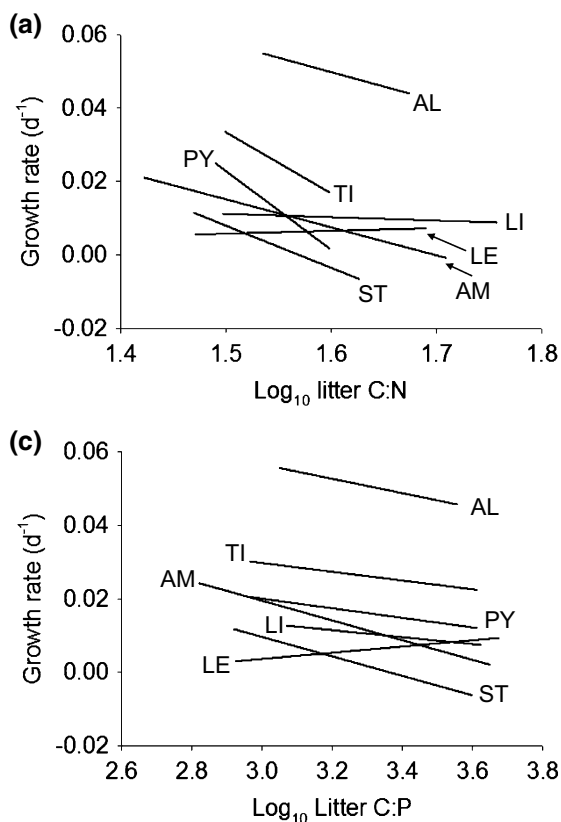 (a)
0.06
0.04
0.02
0.00
-0.02
Growth rate (d⁻¹)
AL
PY
TI
LI
LE
AM
ST
1.4 1.5 1.6 1.7 1.8
Log₁₀ litter C:N
(c)
0.06
0.04
0.02
0.00
-0.02
Growth rate (d⁻¹)
AL
TI
AM
PY
LI
LE
ST
2.6 2.8 3.0 3.2 3.4 3.6 3.8
Log₁₀ Litter C:P